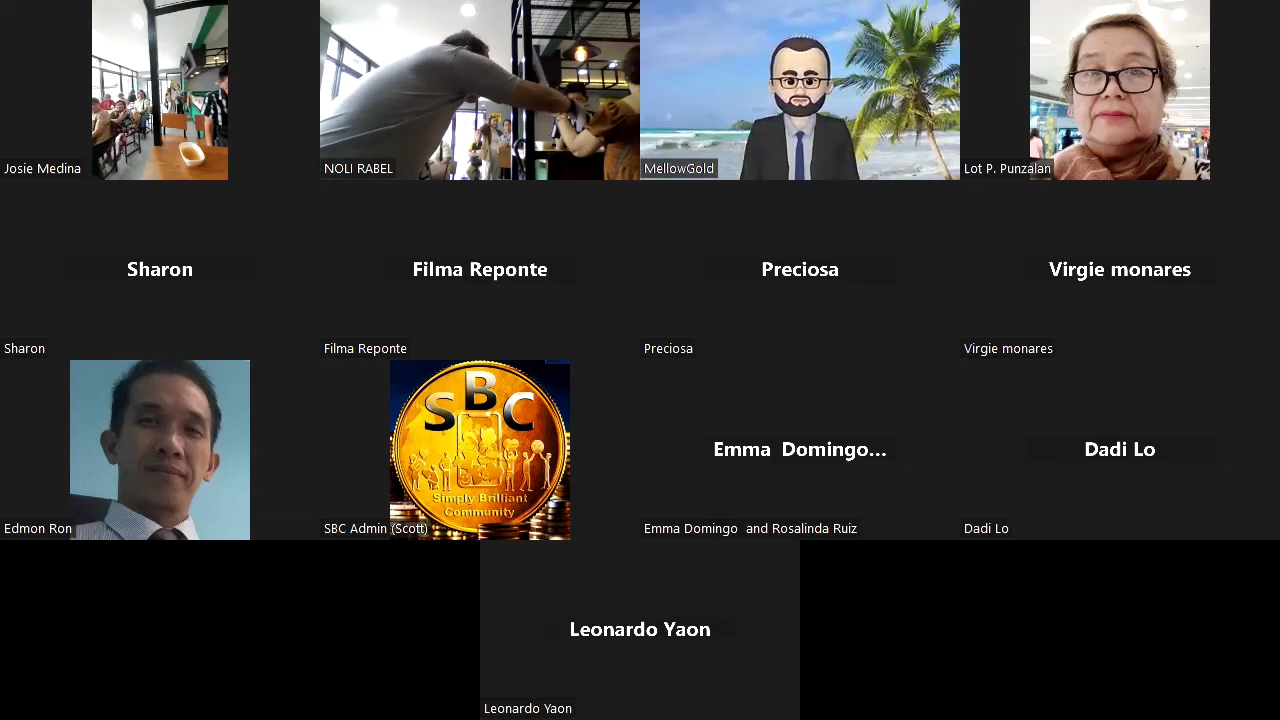 Josie Medina
NOLI RABEL
MellowGold
Lot P. Punzalan
Sharon
Filma Reponte
Preciosa
Virgie monares
Sharon
Filma Reponte
Preciosa
Virgie monares
SBC
Simply Brilliant
Community
Emma Domingo...
Dadi Lo
Edmon Ron
SBC Admin (Scott)
Emma Domingo and Rosalinda Ruiz
Dadi Lo
Leonardo Yaon
Leonardo Yaon